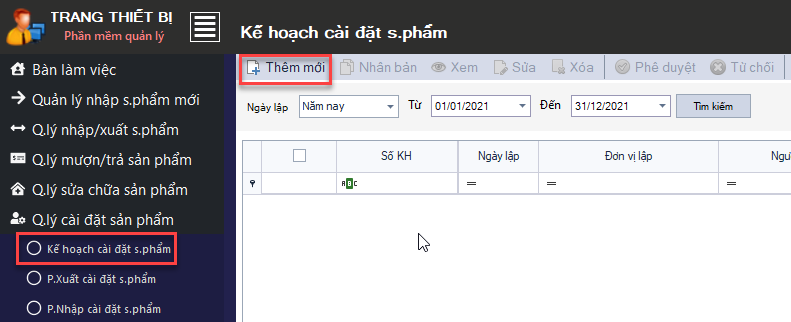 TRANG THIẾT BỊ
Phần mềm quản lý
Kế hoạch cài đặt s.phẩm
Bàn làm việc
Quản lý nhập s.phẩm mới
Q.lý nhập/xuất s.phẩm
Q.lý mượn/trả sản phẩm
Q.lý sửa chữa sản phẩm
Q.lý cài đặt sản phẩm
Kế hoạch cài đặt s.phẩm
P.Xuất cài đặt s.phẩm
P.Nhập cài đặt s.phẩm
Thêm mới Nhân bản Xem Sửa Xóa Phê duyệt Từ chối
Ngày lập Năm nay Từ 01/01/2021 Đến 31/12/2021 Tìm kiếm
Số KH Ngày lập Đơn vị lập Ngư
ABC = = =